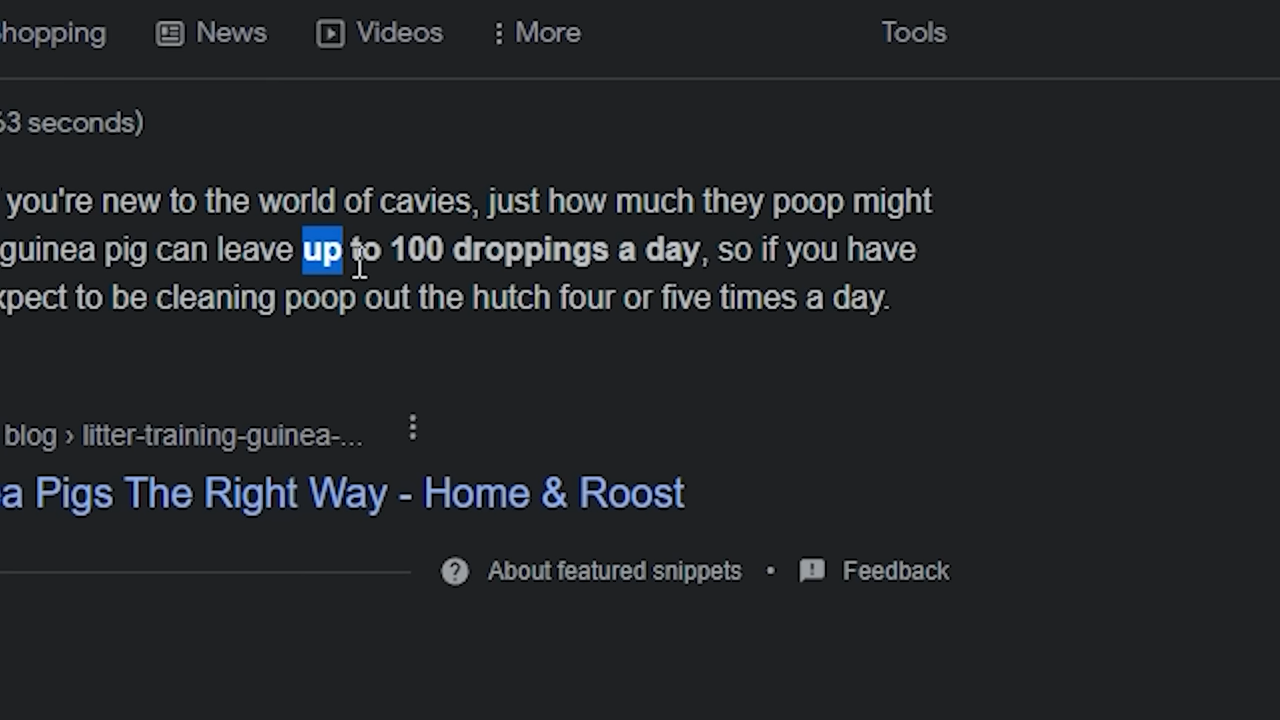 hopping News Videos More Tools
63 seconds)
you're new to the world of cavies, just how much they poop might
guinea pig can leave up to 100 droppings a day, so if you have
xpect to be cleaning poop out the hutch four or five times a day.
blog › litter-training-guinea-...
ea Pigs The Right Way - Home & Roost
About featured snippets • Feedback